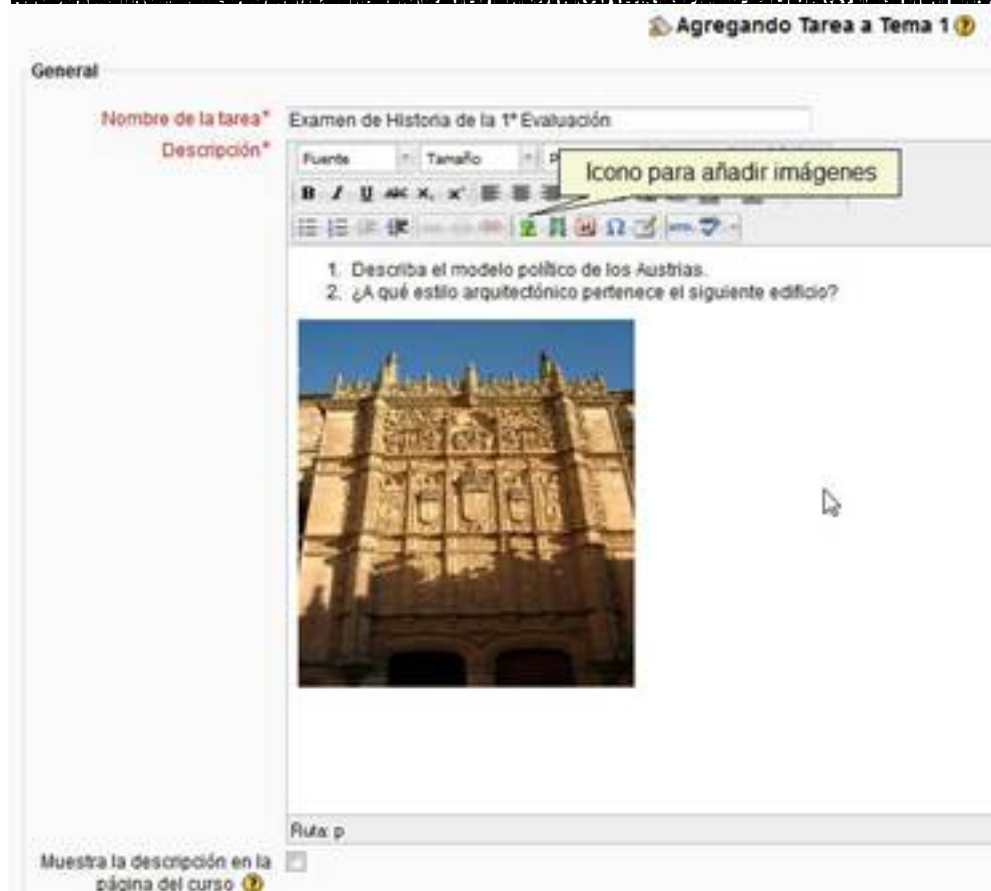 Agregando Tarea a Tema 1
General
Nombre de la tarea*
Examen de Historia de la 1ª Evaluación
Descripción*
Fuente
Tamaño
P
Icono para añadir imágenes
B I U ABC
HTML
1. Describa el modelo político de los Austrias.
2. ¿A qué estilo arquitectónico pertenece el siguiente edificio?
Ruta: p
Muestra la descripción en la
página del curso